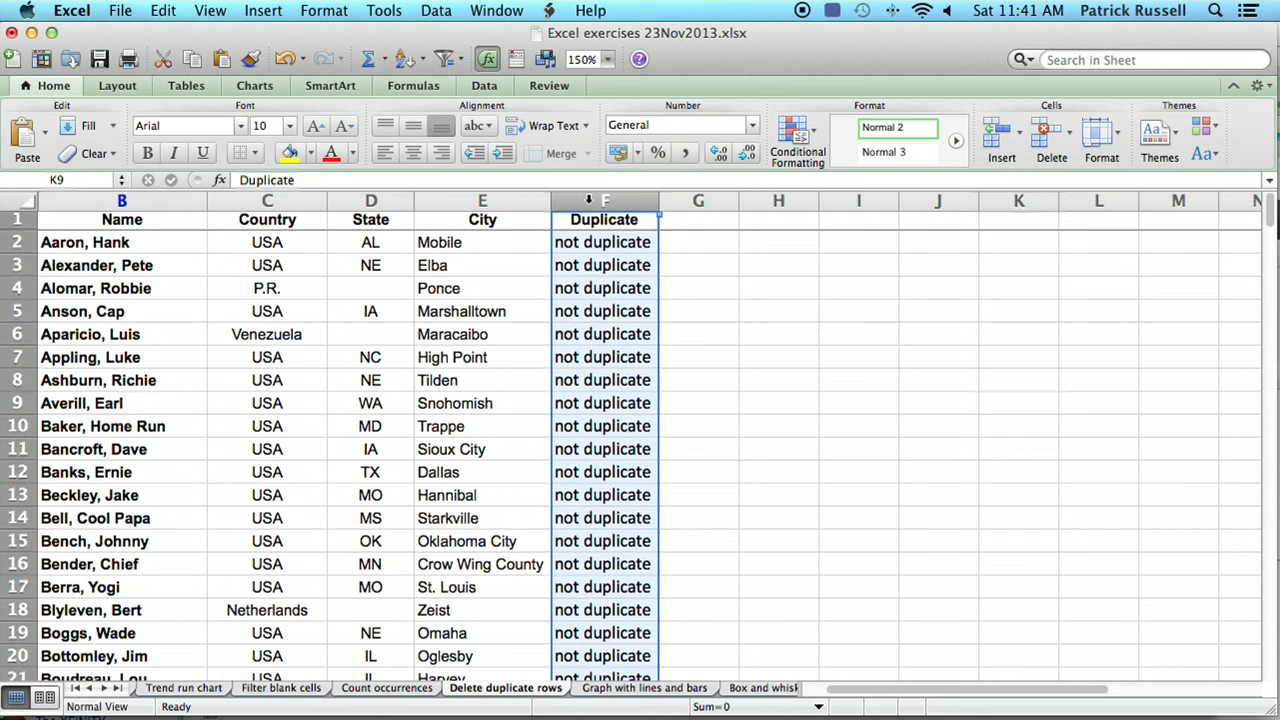 Excel File Edit View Insert Format Tools Data Window Help Sat 11:41 AM Patrick Russell
Excel exercises 23Nov2013.xlsx
150% Search in Sheet
Home Layout Tables Charts SmartArt Formulas Data Review
Edit Font Alignment Number Format Cells Themes
Fill Arial 10 abc Wrap Text General Normal 2
Paste Clear B I U Merge % Conditional Formatting Normal 3 Insert Delete Format Themes Aa
K9 fx Duplicate
B C D E F G H I J K L M N
1 Name Country State City Duplicate
2 Aaron, Hank USA AL Mobile not duplicate
3 Alexander, Pete USA NE Elba not duplicate
4 Alomar, Robbie P.R. Ponce not duplicate
5 Anson, Cap USA IA Marshalltown not duplicate
6 Aparicio, Luis Venezuela Maracaibo not duplicate
7 Appling, Luke USA NC High Point not duplicate
8 Ashburn, Richie USA NE Tilden not duplicate
9 Averill, Earl USA WA Snohomish not duplicate
10 Baker, Home Run USA MD Trappe not duplicate
11 Bancroft, Dave USA IA Sioux City not duplicate
12 Banks, Ernie USA TX Dallas not duplicate
13 Beckley, Jake USA MO Hannibal not duplicate
14 Bell, Cool Papa USA MS Starkville not duplicate
15 Bench, Johnny USA OK Oklahoma City not duplicate
16 Bender, Chief USA MN Crow Wing County not duplicate
17 Berra, Yogi USA MO St. Louis not duplicate
18 Blyleven, Bert Netherlands Zeist not duplicate
19 Boggs, Wade USA NE Omaha not duplicate
20 Bottomley, Jim USA IL Oglesby not duplicate
21 Boudreau, Lou USA IL Harvey not duplicate
Trend run chart Filter blank cells Count occurrences Delete duplicate rows Graph with lines and bars Box and whisk
Normal View Ready Sum=0